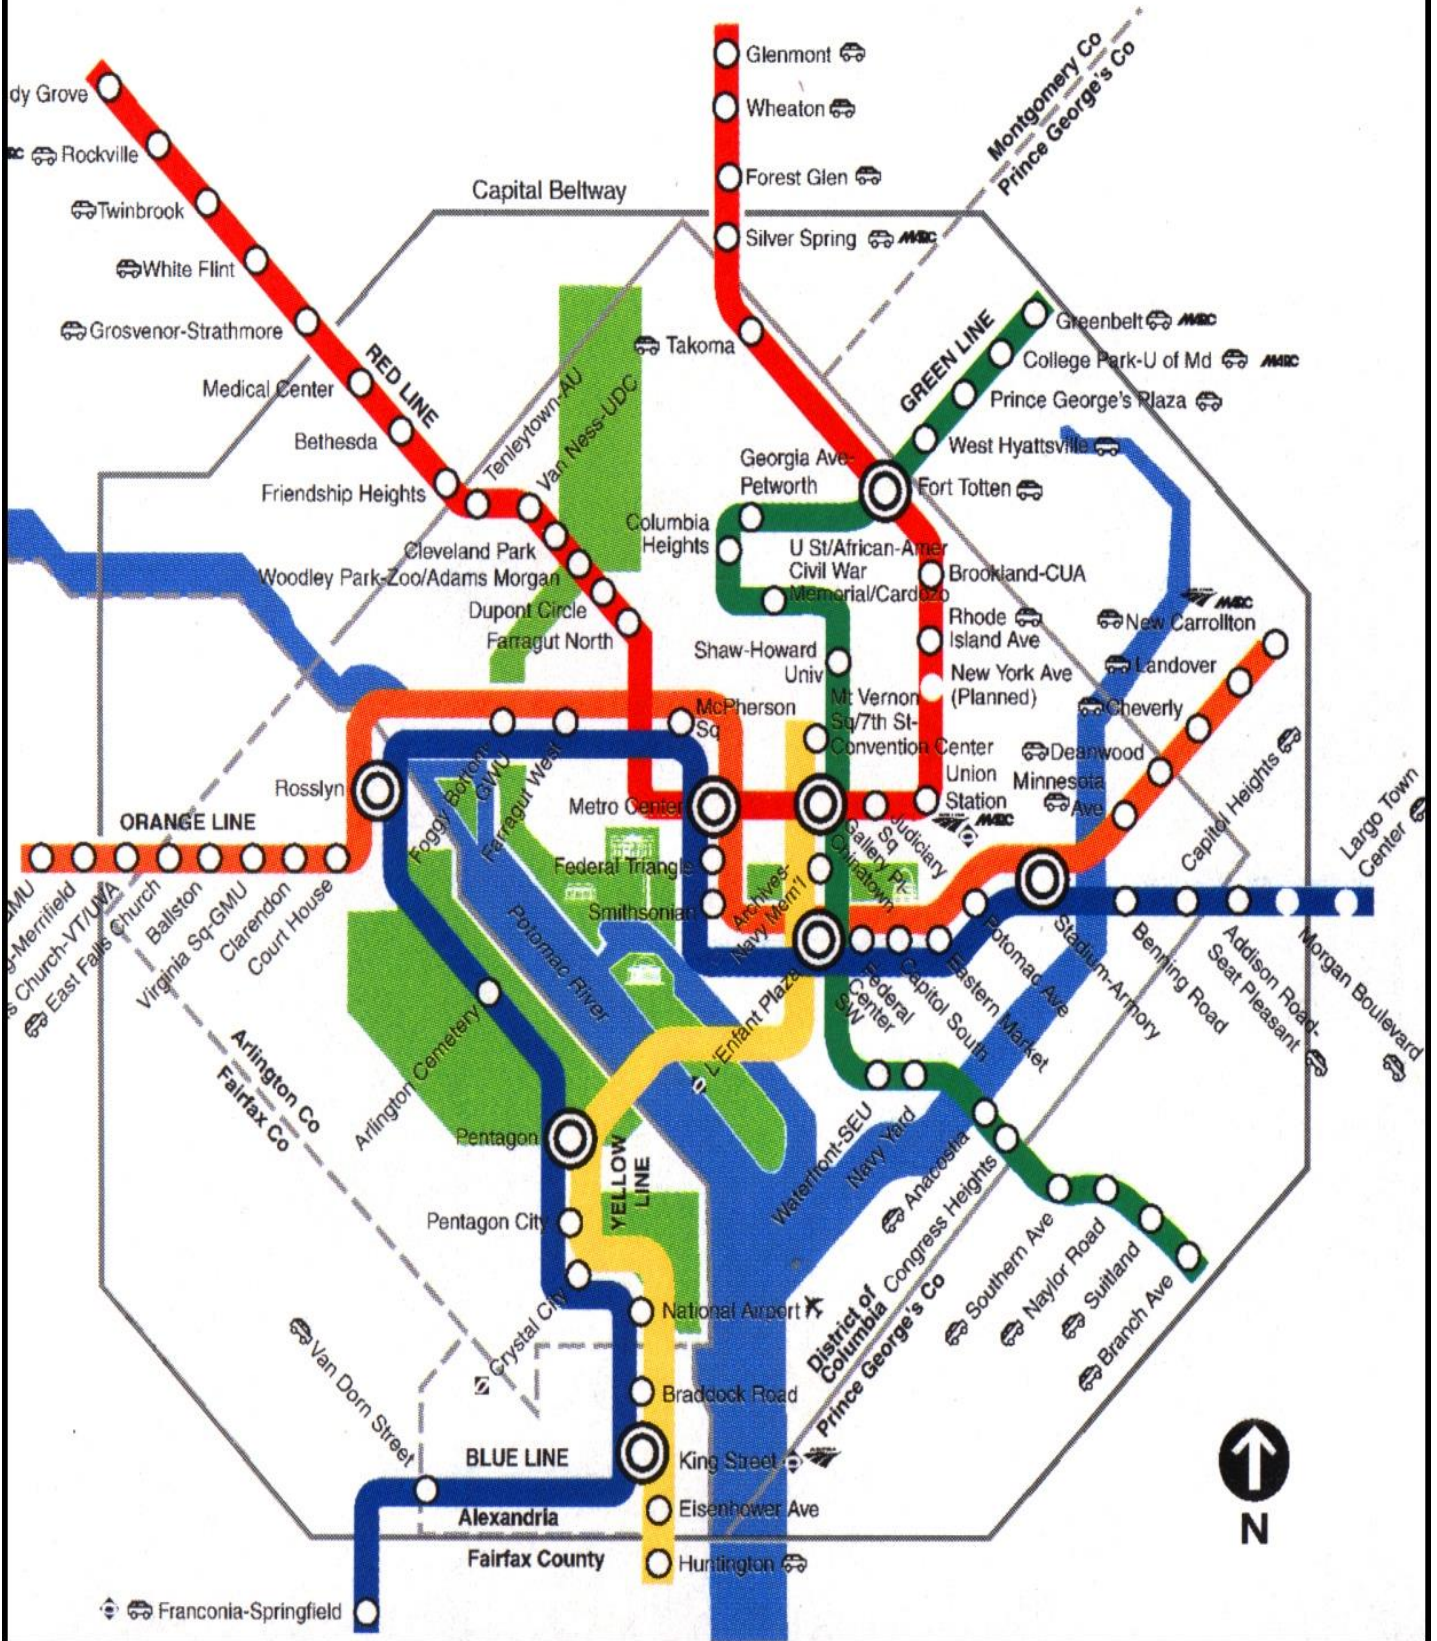 Glenmont
Wheaton
Forest Glen
Silver Spring MARC
Montgomery Co
Prince George's Co
dy Grove
Rockville
Twinbrook
White Flint
Grosvenor-Strathmore
Medical Center
Bethesda
Friendship Heights
RED LINE
Capital Beltway
Tenleytown-AU
Van Ness-UDC
Cleveland Park
Woodley Park-Zoo/Adams Morgan
Dupont Circle
Farragut North
Takoma
GREEN LINE
Greenbelt MARC
College Park-U of Md MARC
Prince George's Plaza
West Hyattsville
Fort Totten
Georgia Ave-
Petworth
Columbia
Heights
U St/African-Amer
Civil War
Memorial/Cardozo
Shaw-Howard
Univ
Mt Vernon
Sq/7th St-
Convention Center
Brookland-CUA
Rhode
Island Ave
New York Ave
(Planned)
Union
Station
MARC
MARC
New Carrollton
Landover
Cheverly
Deanwood
Minnesota
Ave
McPherson
Sq
Rosslyn
Foggy Bottom-
GWU
Farragut West
Metro Center
Gallery Pl-
Chinatown
Judiciary
Sq
Federal Triangle
Smithsonian
Archives-
Navy Mem'l
L'Enfant Plaza
Federal
Center
SW
Capitol South
Eastern Market
Potomac Ave
Stadium-Armory
Benning Road
Capitol Heights
Addison Road-
Seat Pleasant
Morgan Boulevard
Largo Town
Center
ORANGE LINE
GMU
g-Merrifield
s Church-VT/UVA
East Falls Church
Ballston
Virginia Sq-GMU
Clarendon
Court House
Arlington Co
Fairfax Co
Potomac River
Arlington Cemetery
Pentagon
YELLOW
LINE
Pentagon City
Crystal City
National Airport
Braddock Road
King Street
Eisenhower Ave
Huntington
Van Dorn Street
BLUE LINE
Alexandria
Fairfax County
Franconia-Springfield
Waterfront-SEU
Navy Yard
Anacostia
Congress Heights
Southern Ave
Naylor Road
Suitland
Branch Ave
District of
Columbia
Prince George's Co
N